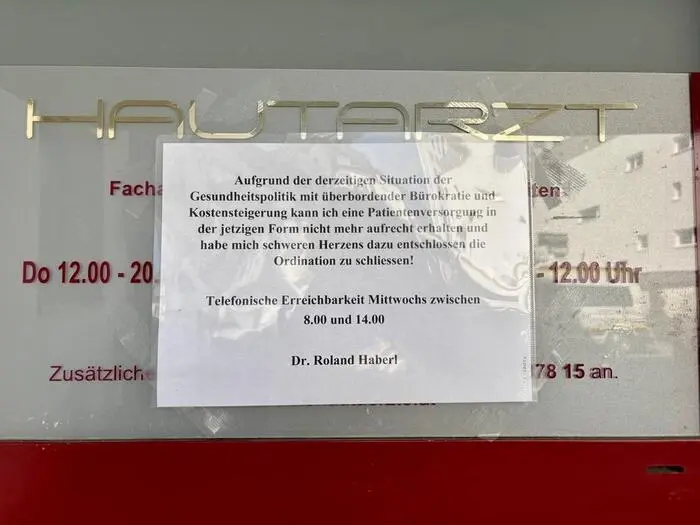 HAUTARZT
Aufgrund der derzeitigen Situation der
Gesundheitspolitik mit überbordender Bürokratie und
Kostensteigerung kann ich eine Patientenversorgung in
der jetzigen Form nicht mehr aufrecht erhalten und
habe mich schweren Herzens dazu entschlossen die
Ordination zu schliessen!
Telefonische Erreichbarkeit Mittwochs zwischen
8.00 und 14.00
Dr. Roland Haberl
Do 12.00 - 20. - 12.00 Uhr
Zusätzliche 78 15 an.